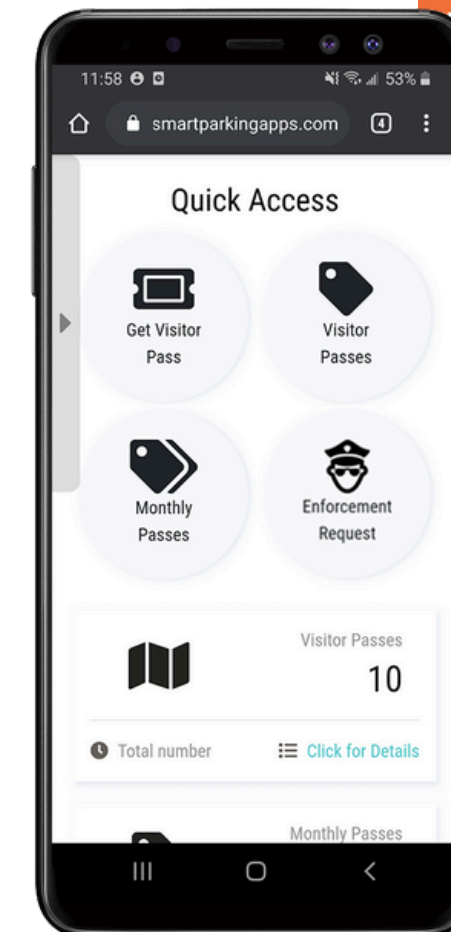 11:58
53%
smartparkingapps.com
4
Quick Access
Get Visitor
Pass
Visitor
Passes
Monthly
Passes
Enforcement
Request
Visitor Passes
10
Total number
Click for Details
Monthly Passes